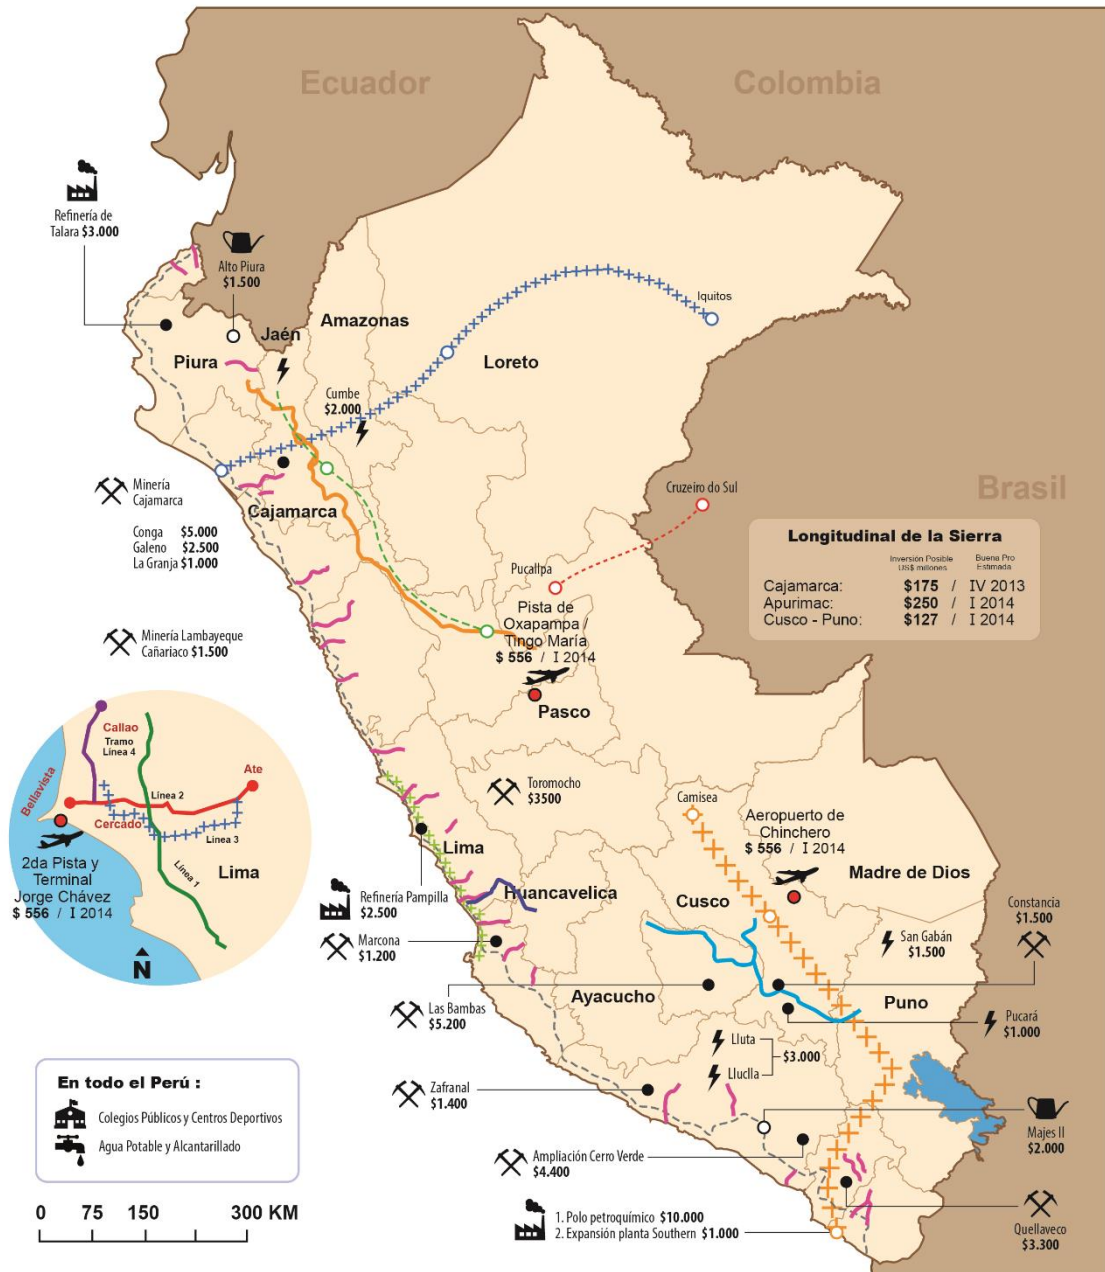 Ecuador
Colombia
Refinería de
Talara $3.000
Alto Piura
$1.500
Iquitos
Jaén
Amazonas
Piura
Loreto
Cumbe
$2.000
Minería
Cajamarca
Conga $5.000
Galeno $2.500
La Granja $1.000
Cajamarca
Cruzeiro do Sul
Brasil
Longitudinal de la Sierra
Inversión Posible
US$ millones
Buena Pro
Estimada
Cajamarca: $175 / IV 2013
Apurimac: $250 / I 2014
Cusco - Puno: $127 / I 2014
Pucallpa
Pista de
Oxapampa /
Tingo María
$ 556 / I 2014
Pasco
Minería Lambayeque
Cañariaco $1.500
Callao
Tramo
Línea 4
Ate
Bellavista
Línea 2
Cercado
Línea 3
Línea 1
Lima
2da Pista y
Terminal
Jorge Chávez
$ 556 / I 2014
N
Toromocho
$3500
Camisea
Aeropuerto de
Chinchero
$ 556 / I 2014
Lima
Madre de Dios
Huancavelica
Cusco
Refinería Pampilla
$2.500
Marcona
$1.200
Constancia
$1.500
San Gabán
$1.500
Ayacucho
Puno
Las Bambas
$5.200
Pucará
$1.000
Lluta
Lluclla
$3.000
Zafranal
$1.400
Majes II
$2.000
Ampliación Cerro Verde
$4.400
1. Polo petroquímico $10.000
2. Expansión planta Southern $1.000
Quellaveco
$3.300
En todo el Perú :
Colegios Públicos y Centros Deportivos
Agua Potable y Alcantarillado
0 75 150 300 KM